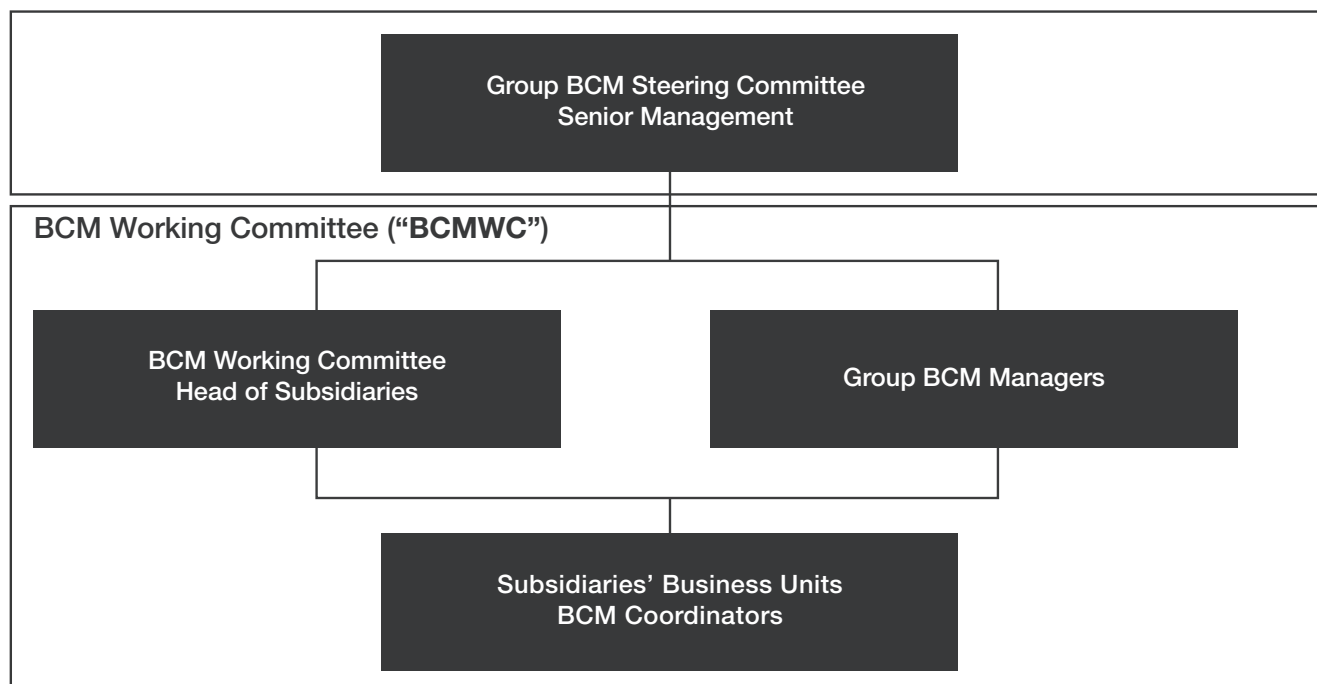 Group BCM Steering Committee
Senior Management
BCM Working Committee (“BCMWC”)
BCM Working Committee
Head of Subsidiaries
Group BCM Managers
Subsidiaries’ Business Units
BCM Coordinators